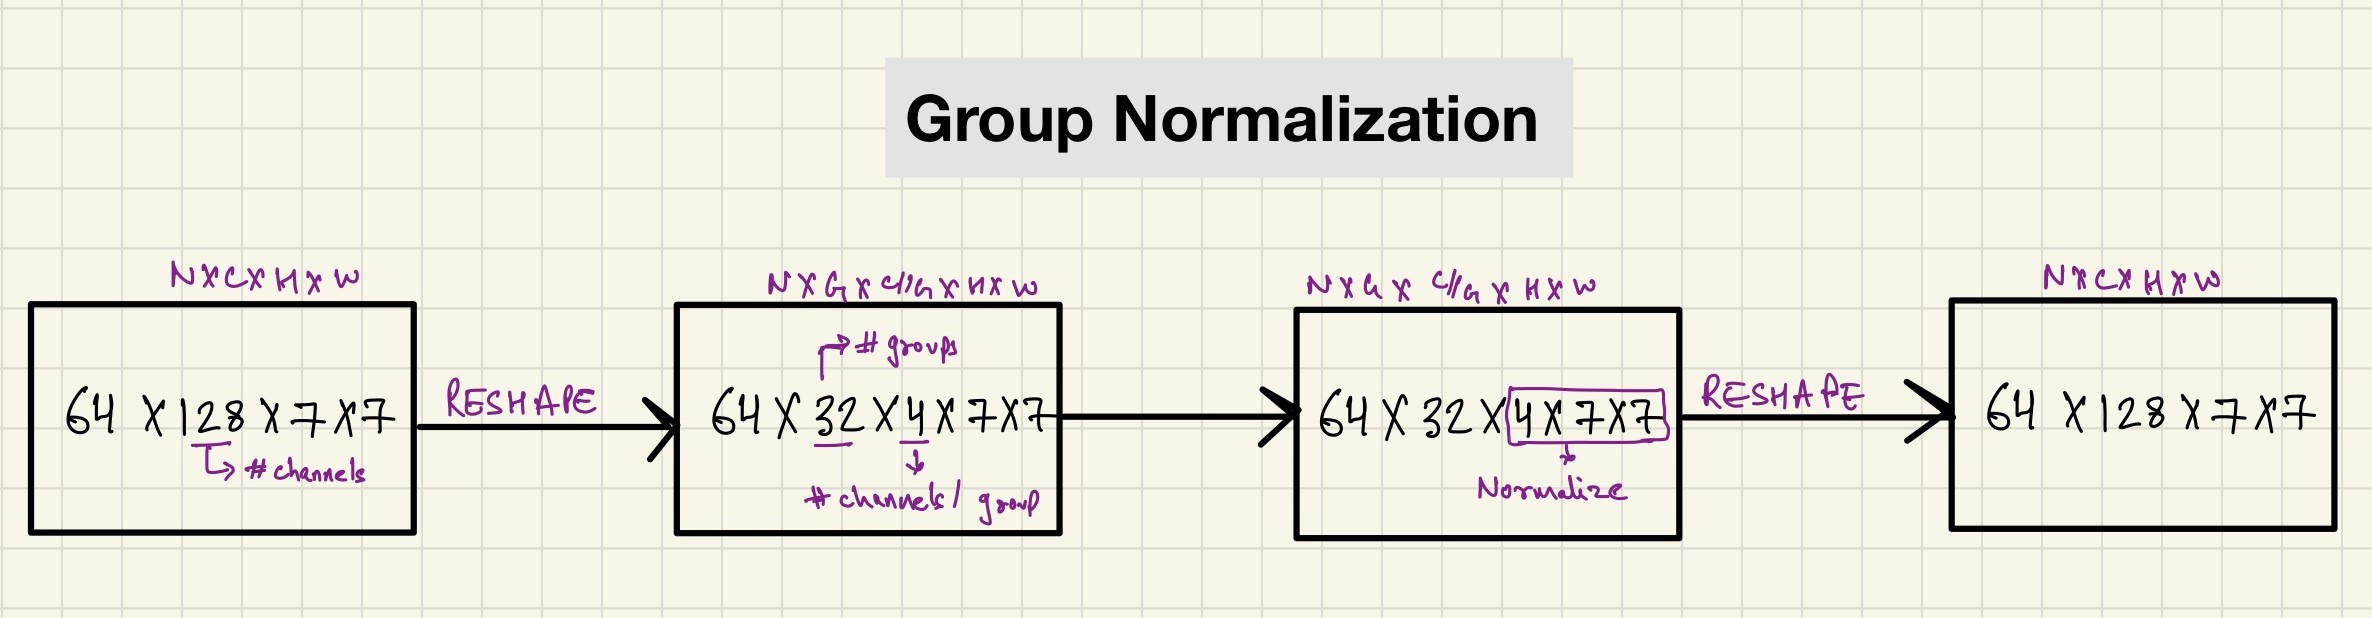 Group Normalization
NXCXHXW
64 X 128 X 7 X 7
# channels
RESHAPE
NXGXC//GXHXW
# groups
64 X 32 X 4 X 7 X 7
# channels/ group
NXGXC//GXHXW
64 X 32 X 4 X 7 X 7
Normalize
RESHAPE
NXCXHXW
64 X 128 X 7 X 7